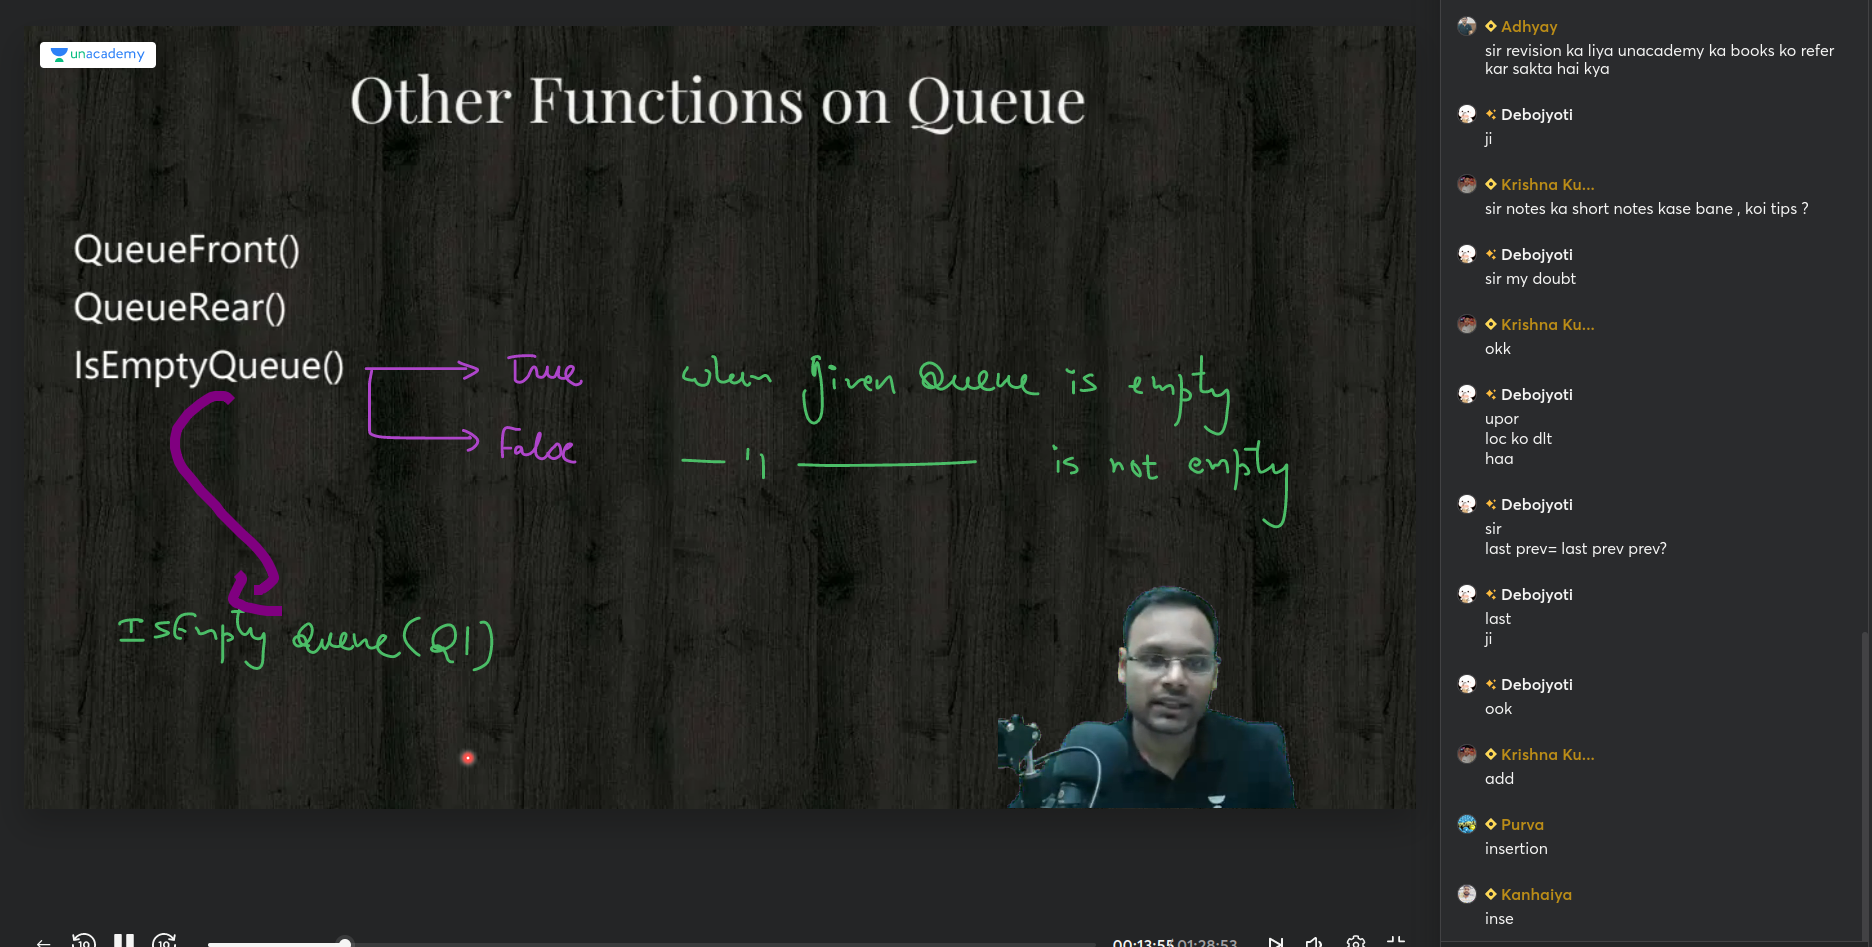 unacademy
Other Functions on Queue
QueueFront()
QueueRear()
IsEmptyQueue()
True when given Queue is empty
False — 11 — is not empty
IsEmpty Queue(Q1)
10
10
00:13:55 01:28:53
Adhyay
sir revision ka liya unacademy ka books ko refer
kar sakta hai kya
Debojyoti
ji
Krishna Ku...
sir notes ka short notes kase bane , koi tips ?
Debojyoti
sir my doubt
Krishna Ku...
okk
Debojyoti
upor
loc ko dlt
haa
Debojyoti
sir
last prev= last prev prev?
Debojyoti
last
ji
Debojyoti
ook
Krishna Ku...
add
Purva
insertion
Kanhaiya
inse